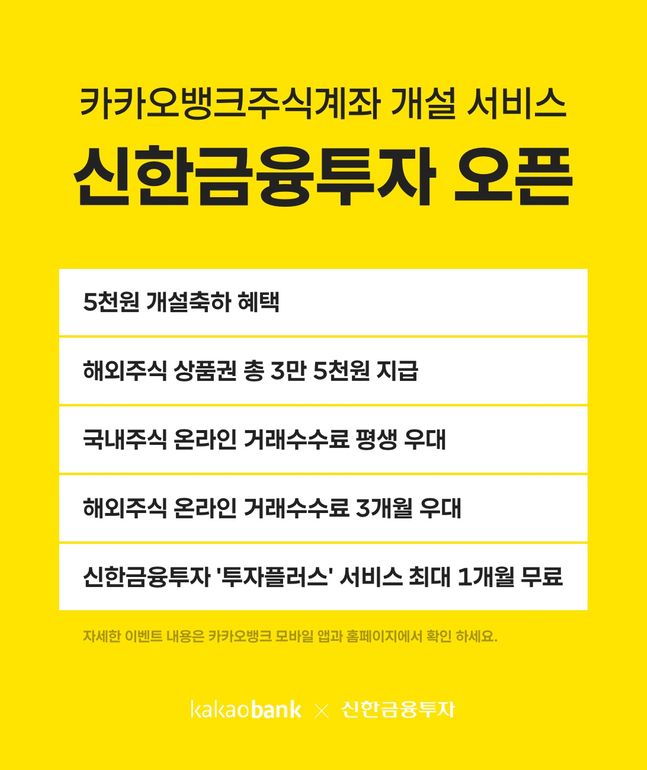 카카오뱅크주식계좌 개설 서비스
신한금융투자 오픈
5천원 개설축하 혜택
해외주식 상품권 총 3만 5천원 지급
국내주식 온라인 거래수수료 평생 우대
해외주식 온라인 거래수수료 3개월 우대
신한금융투자 '투자플러스' 서비스 최대 1개월 무료
자세한 이벤트 내용은 카카오뱅크 모바일 앱과 홈페이지에서 확인 하세요.
kakaobank × 신한금융투자